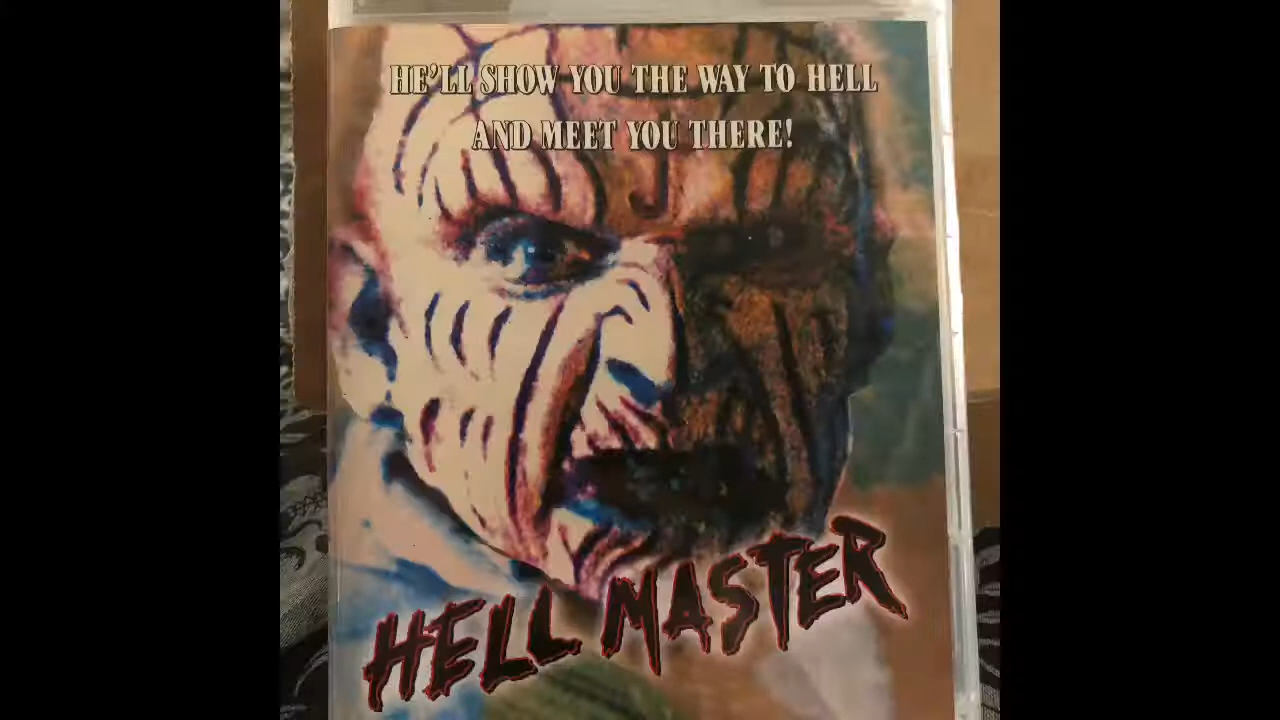 HE'LL SHOW YOU THE WAY TO HELL
AND MEET YOU THERE!
HELL MASTER